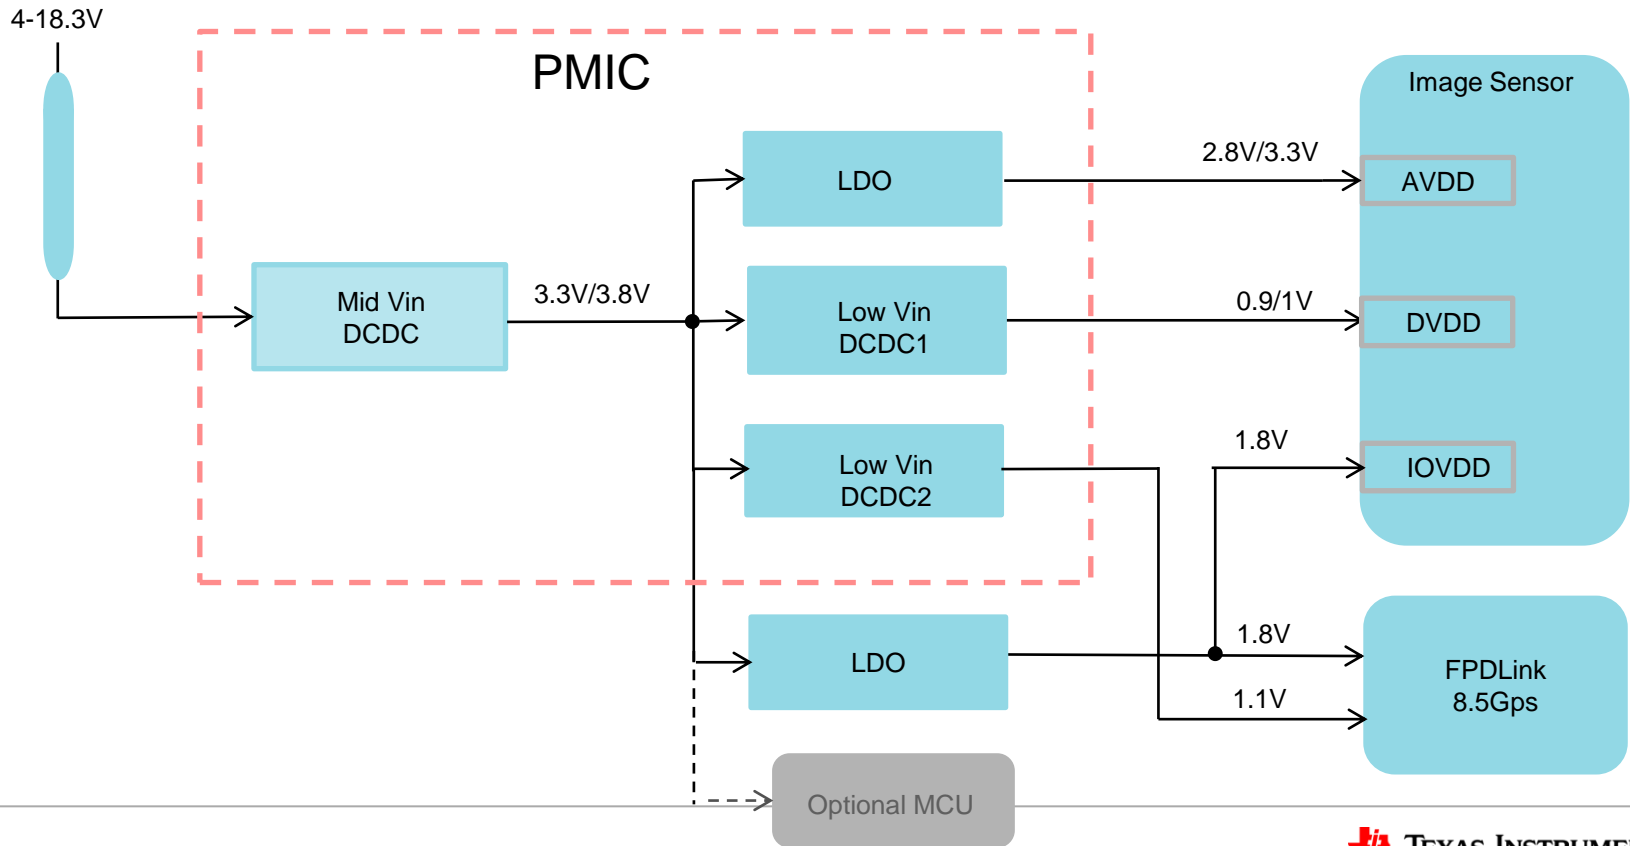 4-18.3V
PMIC
Image Sensor
LDO
2.8V/3.3V
AVDD
Mid Vin
DCDC
3.3V/3.8V
Low Vin
DCDC1
0.9/1V
DVDD
Low Vin
DCDC2
1.8V
IOVDD
LDO
1.8V
1.1V
FPDLink
8.5Gps
Optional MCU
TEXAS INSTRUME